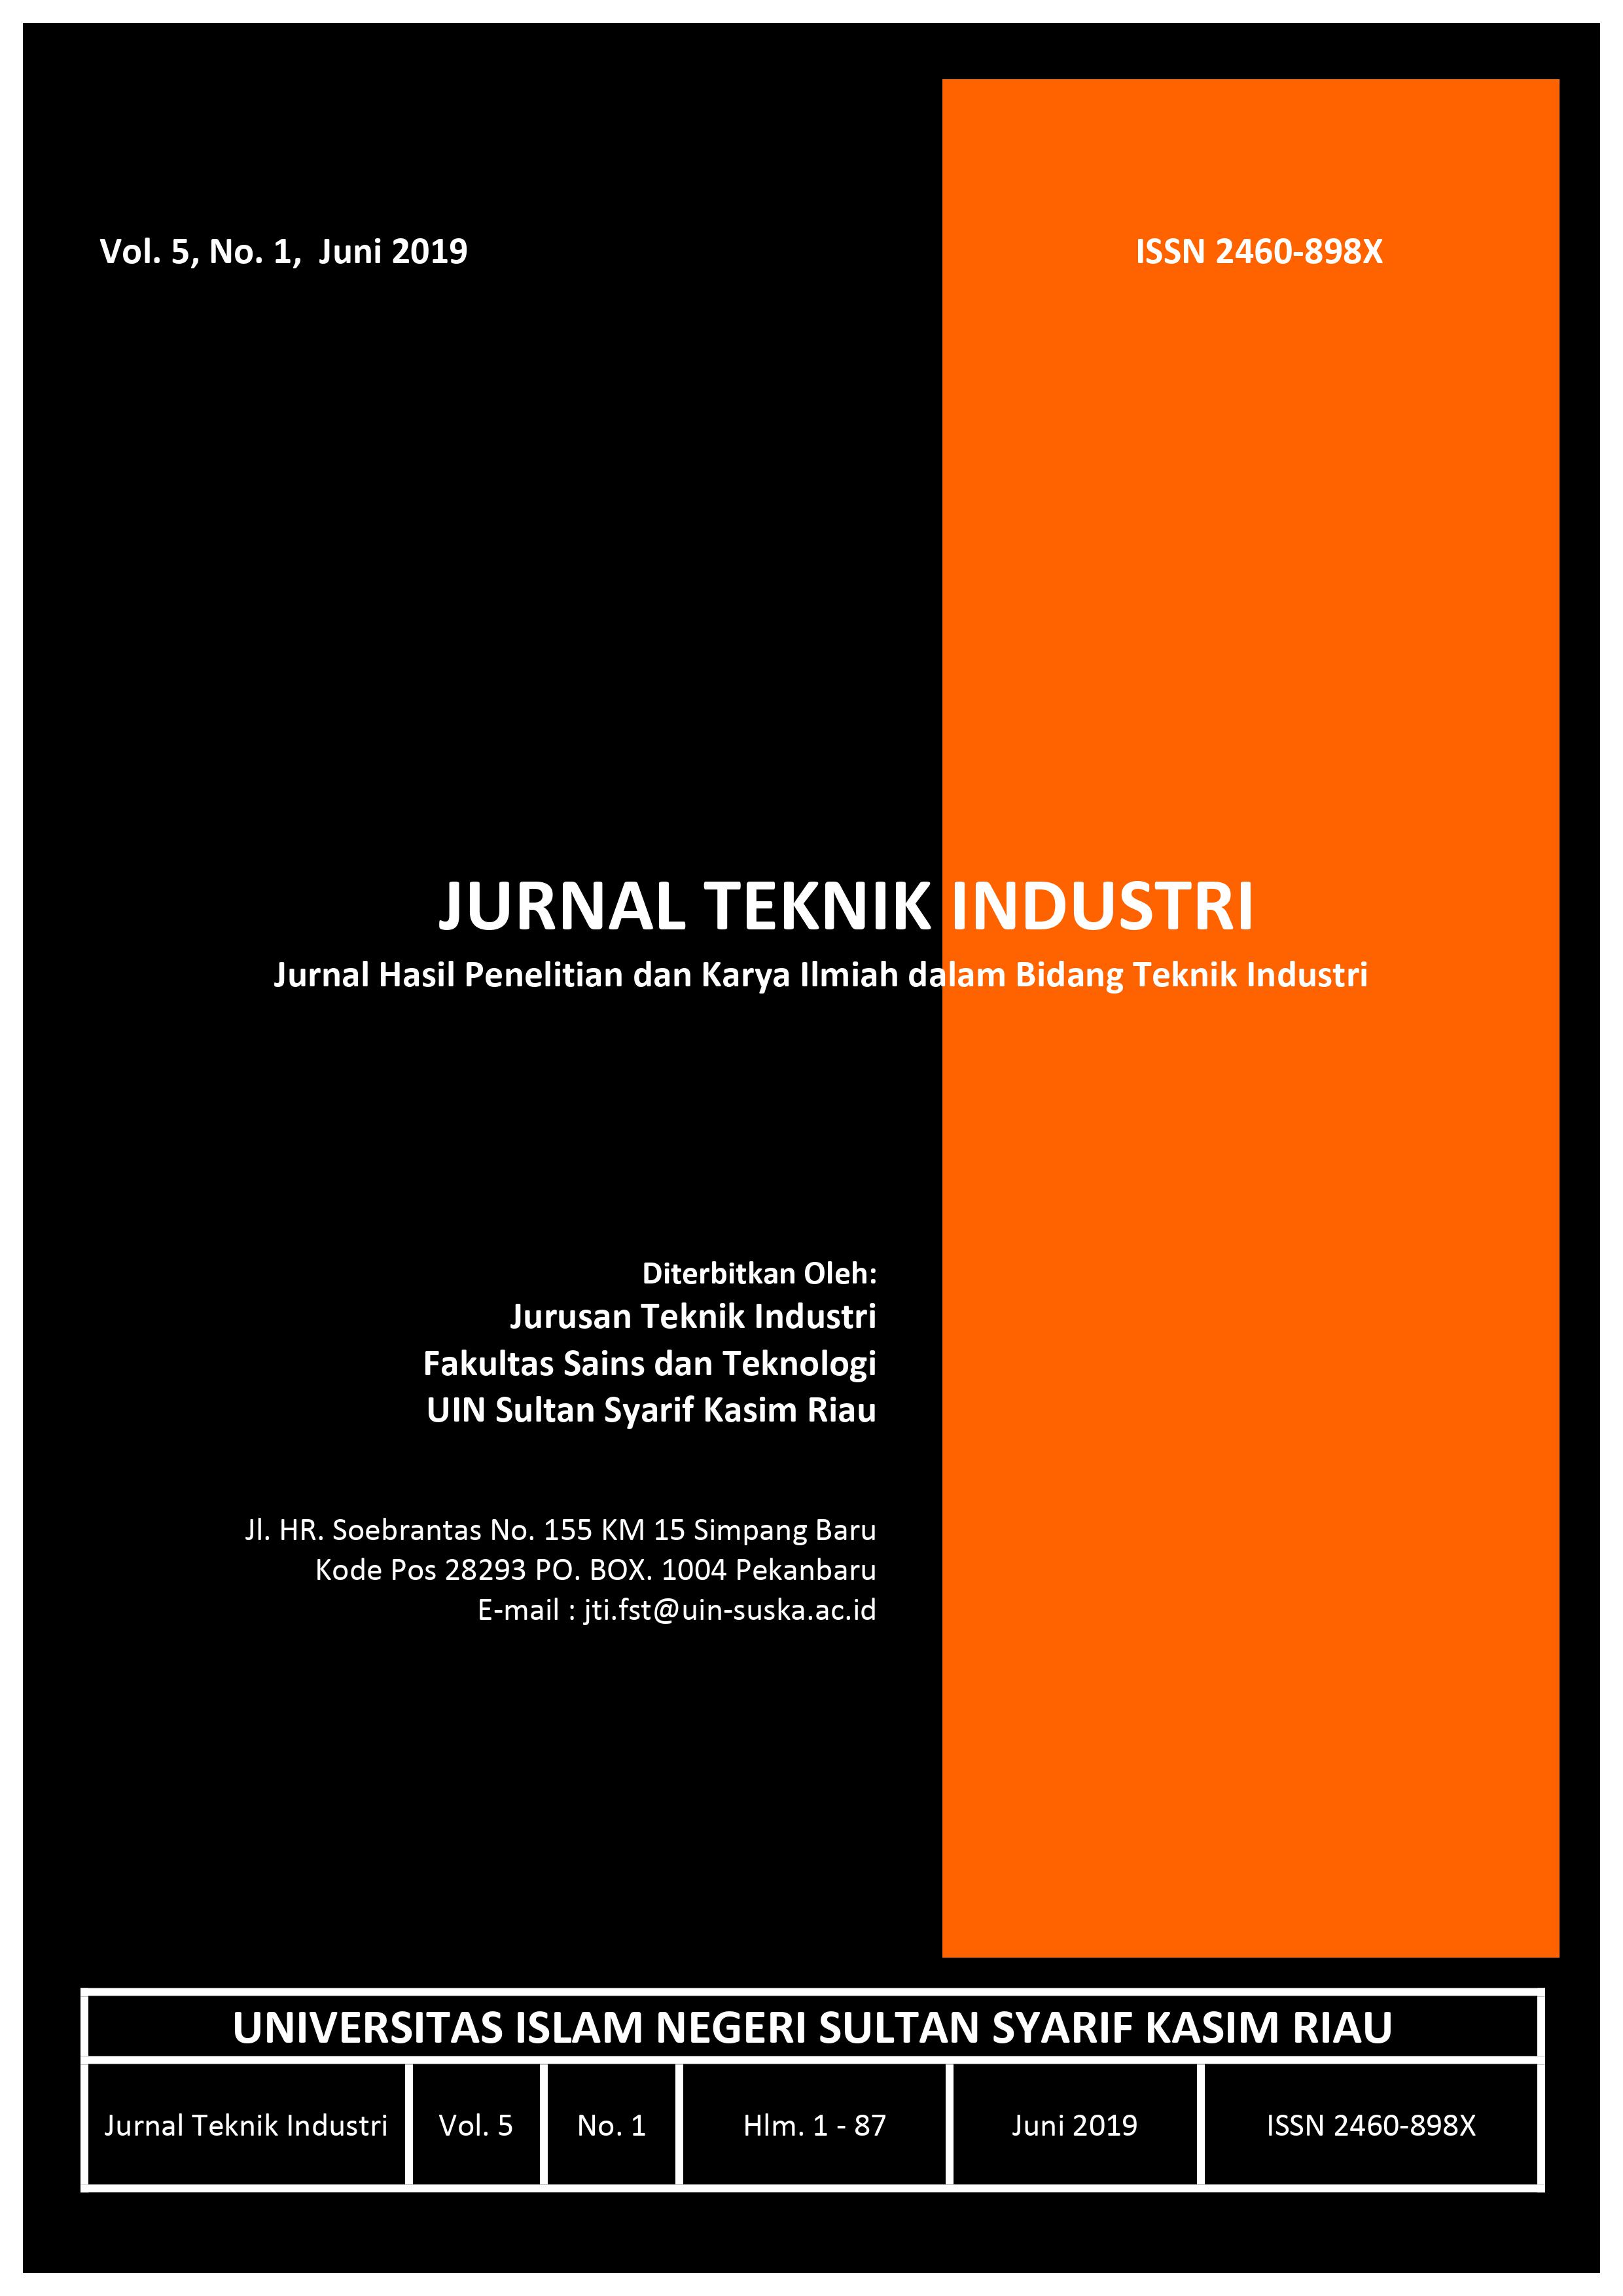 Vol. 5, No. 1, Juni 2019
ISSN 2460-898X
JURNAL TEKNIK INDUSTRI
Jurnal Hasil Penelitian dan Karya Ilmiah dalam Bidang Teknik Industri
Diterbitkan Oleh:
Jurusan Teknik Industri
Fakultas Sains dan Teknologi
UIN Sultan Syarif Kasim Riau
Jl. HR. Soebrantas No. 155 KM 15 Simpang Baru
Kode Pos 28293 PO. BOX. 1004 Pekanbaru
E-mail : jti.fst@uin-suska.ac.id
UNIVERSITAS ISLAM NEGERI SULTAN SYARIF KASIM RIAU
Jurnal Teknik Industri
Vol. 5
No. 1
Hlm. 1 - 87
Juni 2019
ISSN 2460-898X